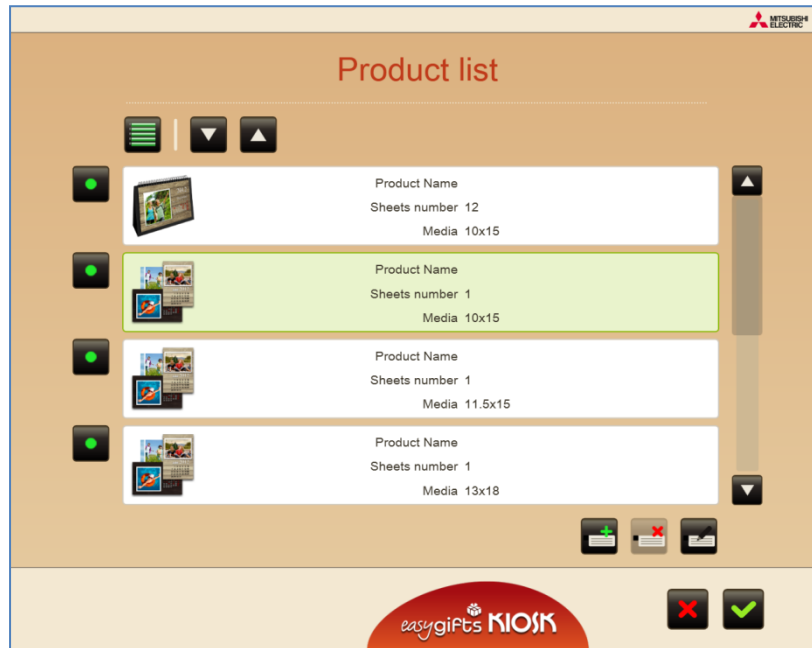 MITSUBISHI
ELECTRIC
Product list
Product Name
Sheets number 12
Media 10x15
Product Name
Sheets number 1
Media 10x15
Product Name
Sheets number 1
Media 11.5x15
Product Name
Sheets number 1
Media 13x18
easygifts KIOSK